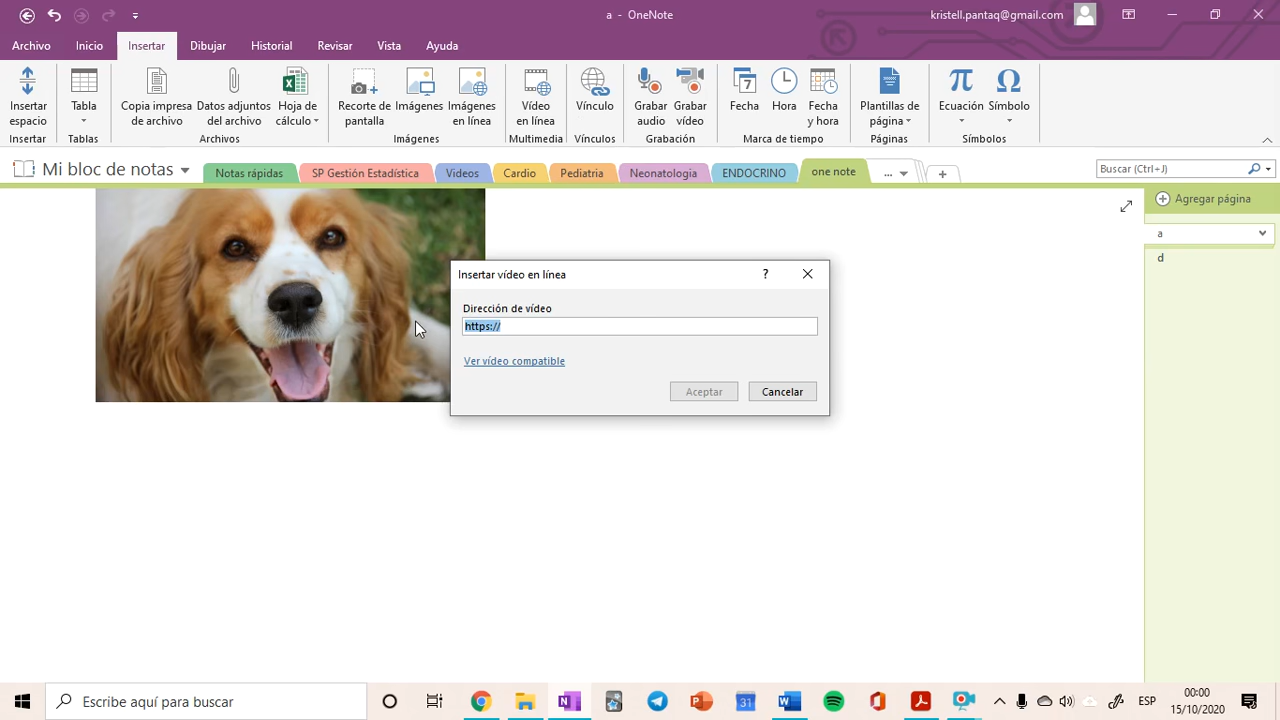 a - OneNote
kristell.pantaq@gmail.com
Archivo Inicio Insertar Dibujar Historial Revisar Vista Ayuda
Insertar espacio
Tabla
Copia impresa de archivo
Datos adjuntos del archivo
Hoja de cálculo
Recorte de pantalla
Imágenes
Imágenes en línea
Vídeo en línea
Vínculo
Grabar audio
Grabar vídeo
Fecha
Hora
Fecha y hora
Plantillas de página
Ecuación
Símbolo
Insertar Tablas Archivos Imágenes Multimedia Vínculos Grabación Marca de tiempo Páginas Símbolos
Mi bloc de notas
Notas rápidas SP Gestión Estadística Videos Cardio Pediatria Neonatologia ENDOCRINO one note ...
Buscar (Ctrl+J)
Agregar página
a
d
Insertar vídeo en línea ?
Dirección de vídeo
https://
Ver vídeo compatible
Aceptar Cancelar
Escribe aquí para buscar
31
ESP
00:00
15/10/2020